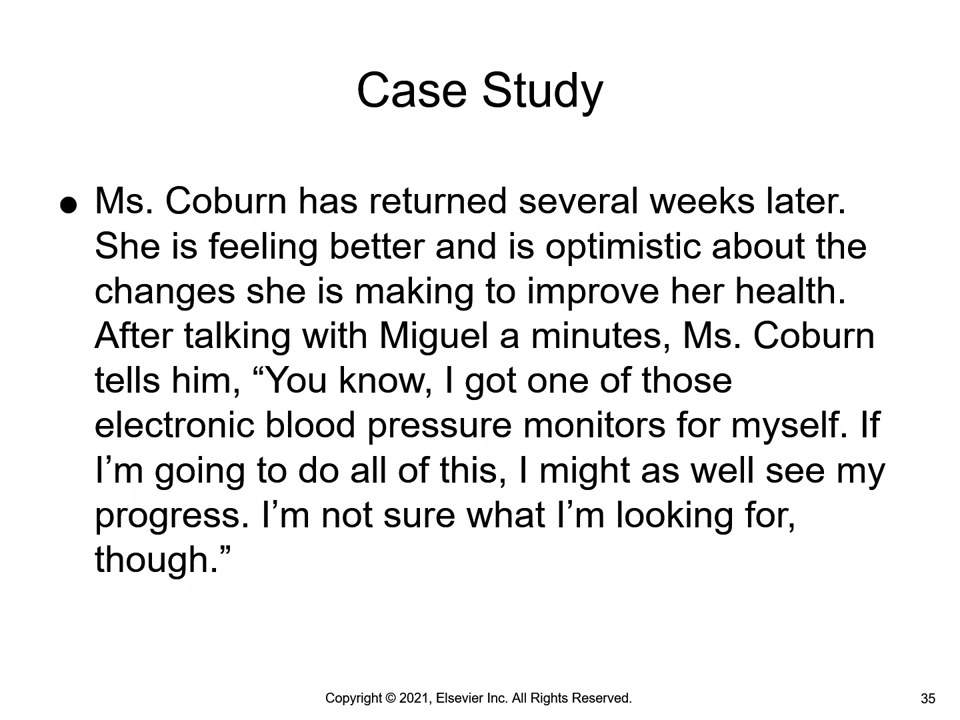 Case Study
● Ms. Coburn has returned several weeks later.
She is feeling better and is optimistic about the
changes she is making to improve her health.
After talking with Miguel a minutes, Ms. Coburn
tells him, “You know, I got one of those
electronic blood pressure monitors for myself. If
I’m going to do all of this, I might as well see my
progress. I’m not sure what I’m looking for,
though.”
Copyright © 2021, Elsevier Inc. All Rights Reserved.
35